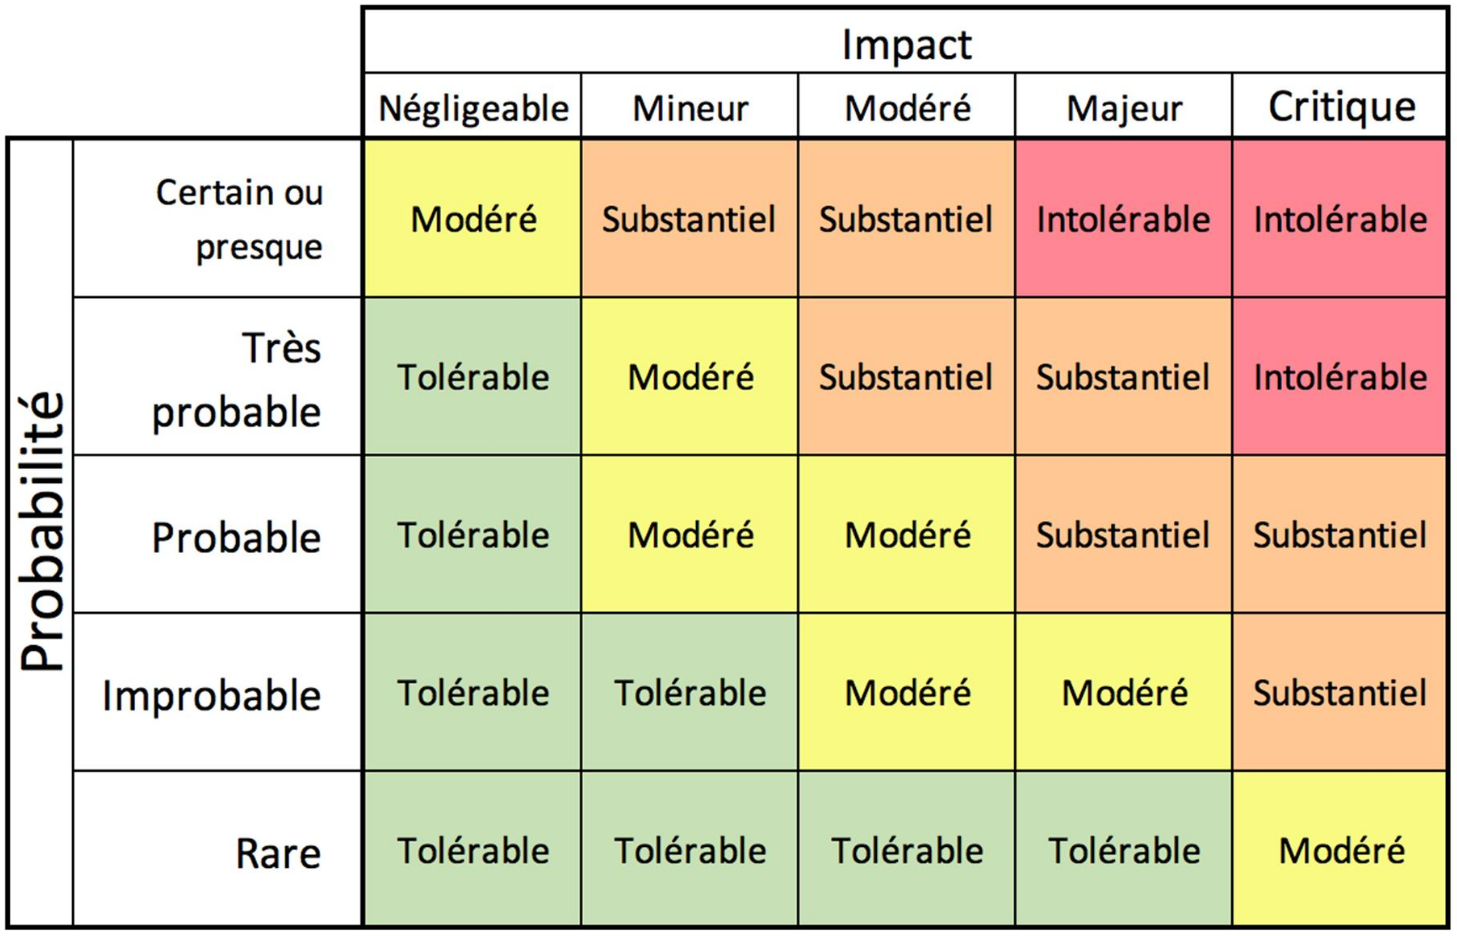 Impact
Négligeable Mineur Modéré Majeur Critique
Probabilité
Certain ou
presque
Modéré Substantiel Substantiel Intolérable Intolérable
Très
probable
Tolérable Modéré Substantiel Substantiel Intolérable
Probable Tolérable Modéré Modéré Substantiel Substantiel
Improbable Tolérable Tolérable Modéré Modéré Substantiel
Rare Tolérable Tolérable Tolérable Tolérable Modéré